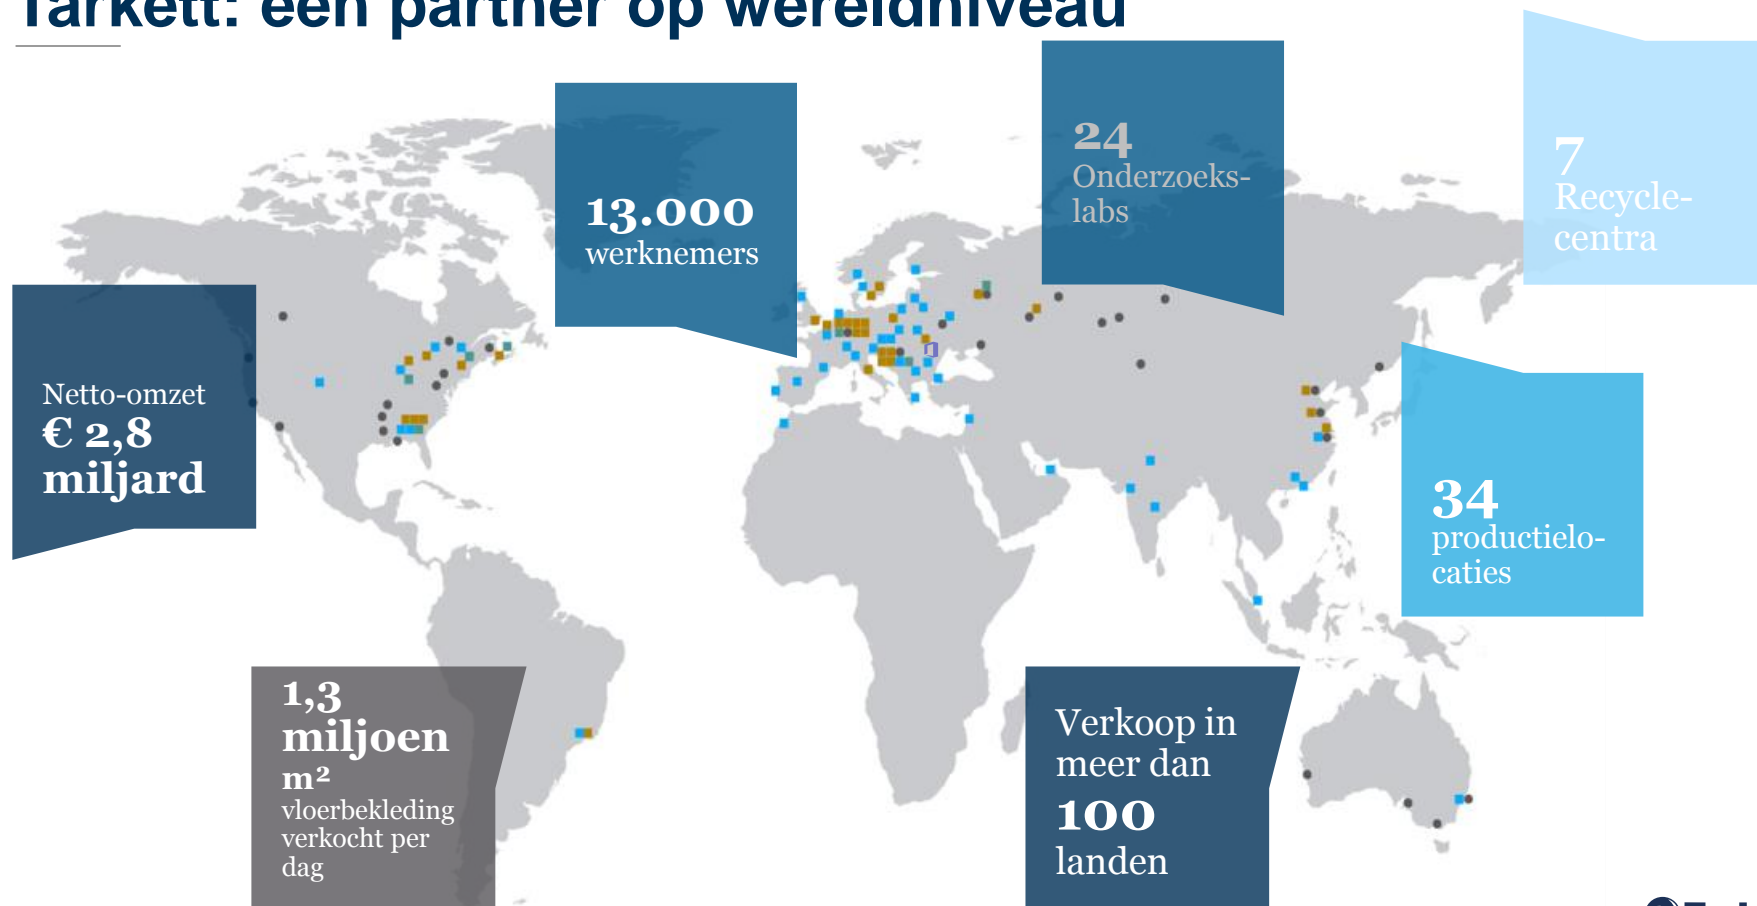 Tarkett: een partner op wereldniveau
13.000
werknemers
24
Onderzoeks-
labs
7
Recycle-
centra
Netto-omzet
€ 2,8
miljard
34
productielo-
caties
1,3
miljoen
m²
vloerbekleding
verkocht per
dag
Verkoop in
meer dan
100
landen